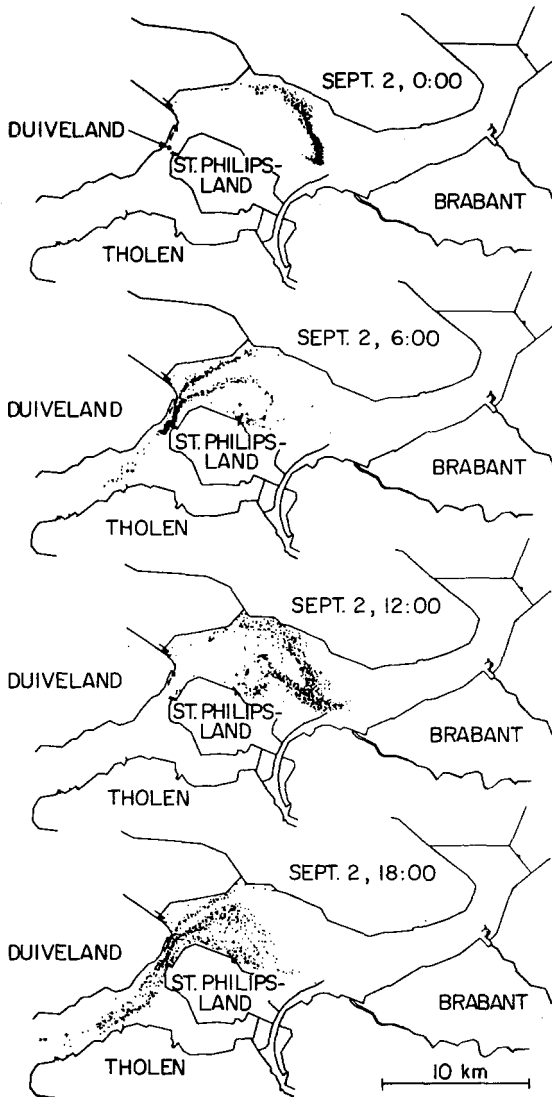 SEPT. 2, 0:00
DUIVELAND
ST. PHILIPS-
LAND
BRABANT
THOLEN
SEPT. 2, 6:00
DUIVELAND
ST. PHILIPS-
LAND
BRABANT
THOLEN
SEPT. 2, 12:00
DUIVELAND
ST. PHILIPS-
LAND
BRABANT
THOLEN
SEPT. 2, 18:00
DUIVELAND
ST. PHILIPS-
LAND
BRABANT
THOLEN
10 km